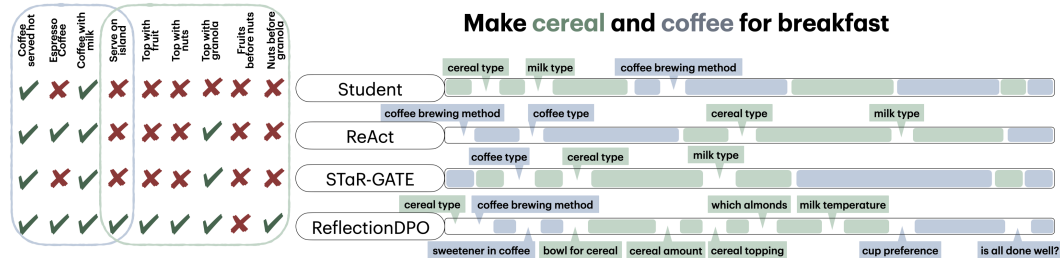 Make cereal and coffee for breakfast
Coffee
served hot
Espresso
Coffee
Coffee with
milk
Serve on
island
Top with
fruit
Top with
nuts
Top with
granola
Fruits
before nuts
Nuts before
granola
cereal type
milk type
coffee brewing method
Student
coffee brewing method
coffee type
cereal type
milk type
ReAct
coffee type
cereal type
milk type
STaR-GATE
cereal type
coffee brewing method
which almonds
milk temperature
ReflectionDPO
sweetener in coffee
bowl for cereal
cereal amount
cereal topping
cup preference
is all done well?